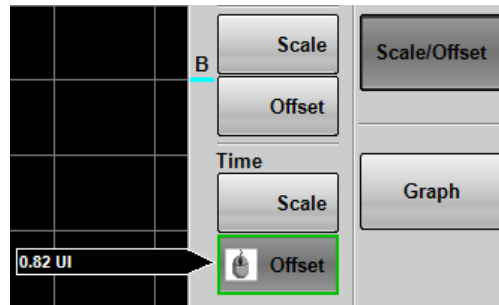 B
Scale
Scale/Offset
Offset
Time
Scale
Graph
0.82 UI
Offset